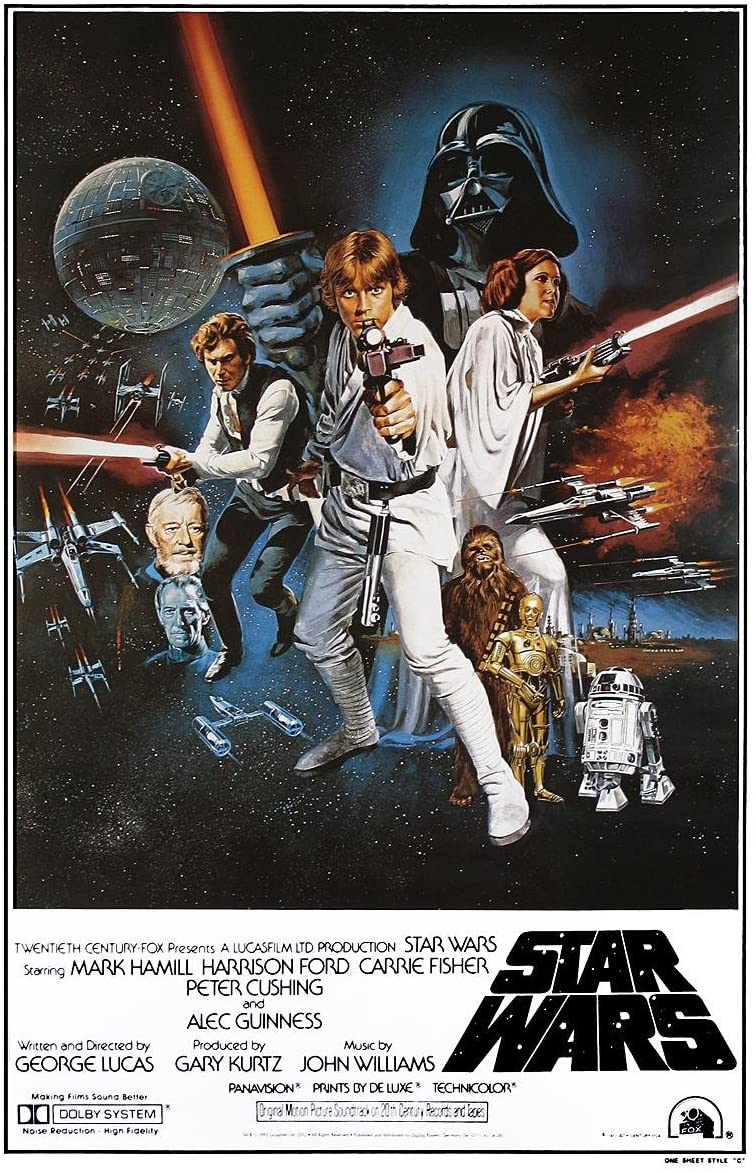 TWENTIETH CENTURY-FOX Presents A LUCASFILM LTD. PRODUCTION STAR WARS
Starring MARK HAMILL HARRISON FORD CARRIE FISHER
PETER CUSHING
and
ALEC GUINNESS
STAR
WARS
Written and Directed by
GEORGE LUCAS
Produced by
GARY KURTZ
Music by
JOHN WILLIAMS
PANAVISION® PRINTS BY DE LUXE® TECHNICOLOR®
Making Films Sound Better
DOLBY SYSTEM®
Noise Reduction · High Fidelity
Original Motion Picture Soundtrack on 20th Century Records and Tapes
FOX ®
ONE SHEET STYLE "C"